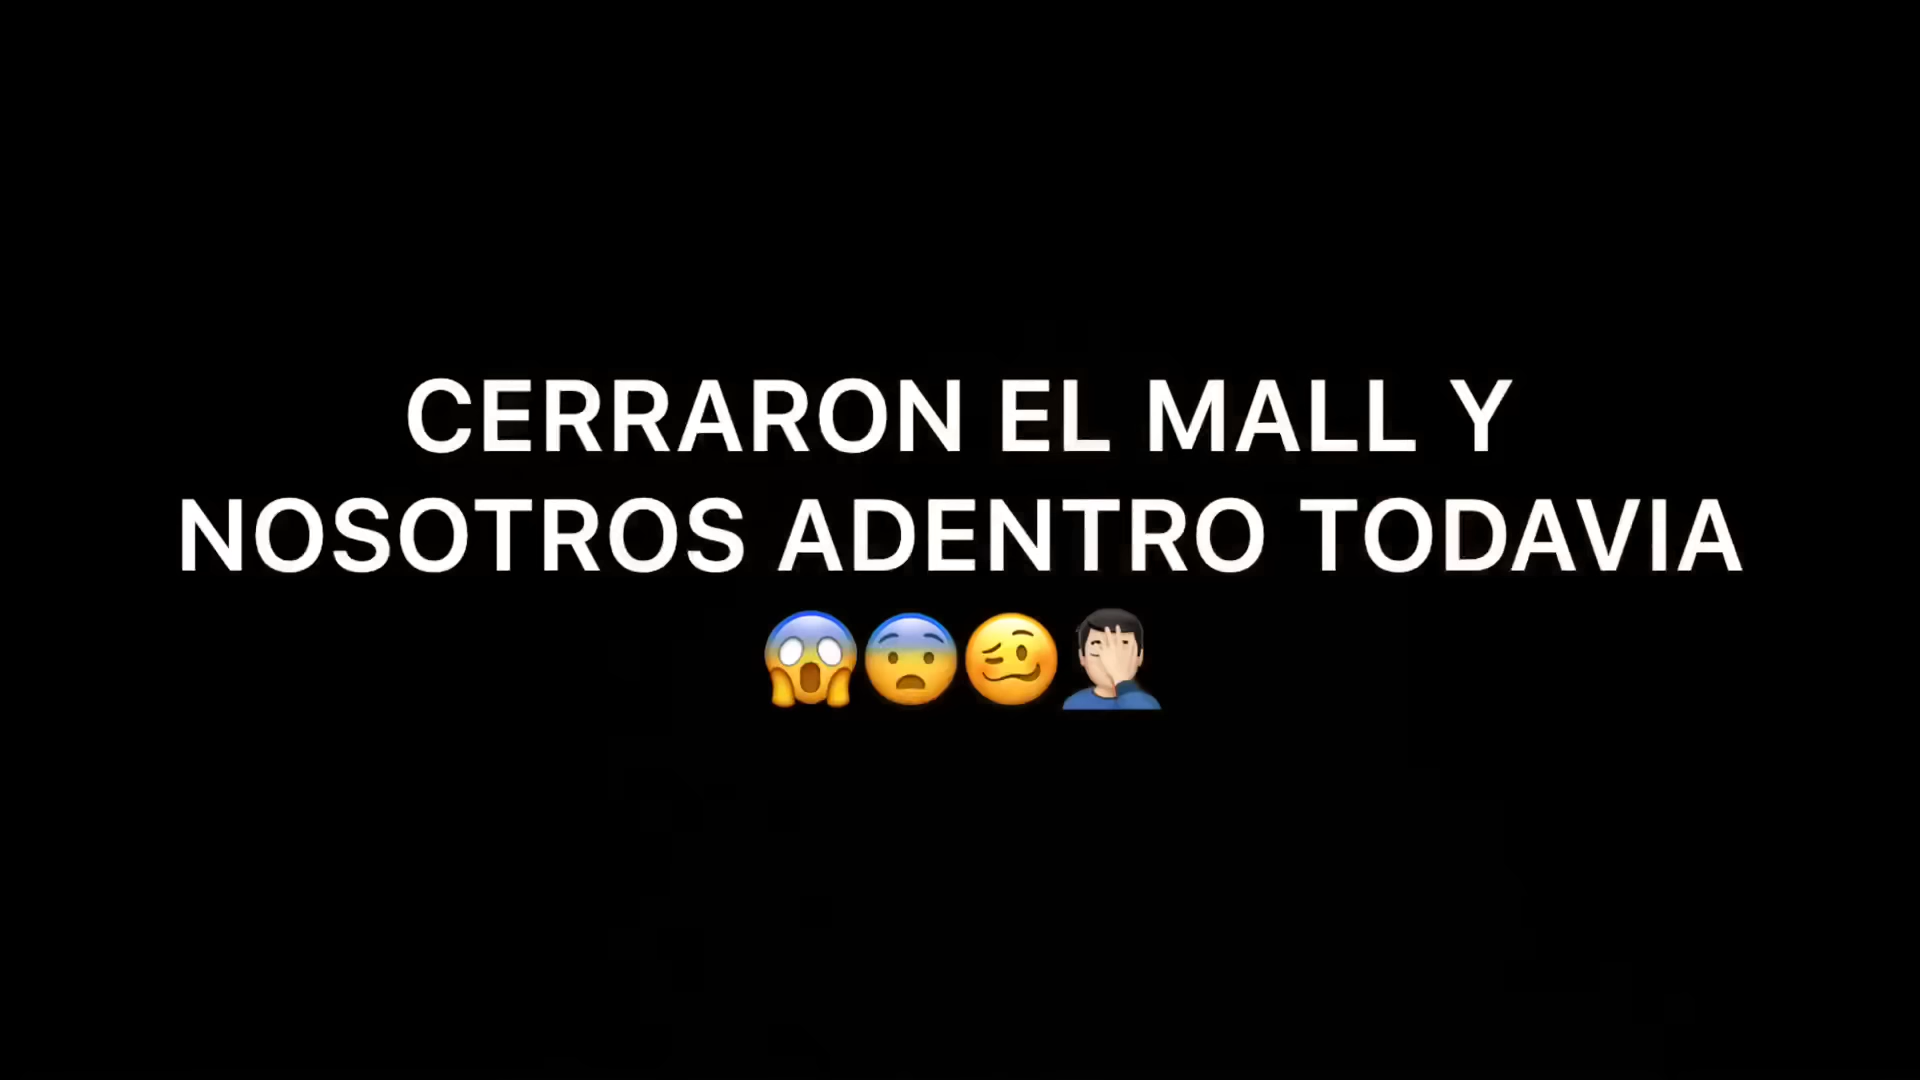 CERRARON EL MALL Y
NOSOTROS ADENTRO TODAVIA
😱😨🥴🤦🏻‍♂️